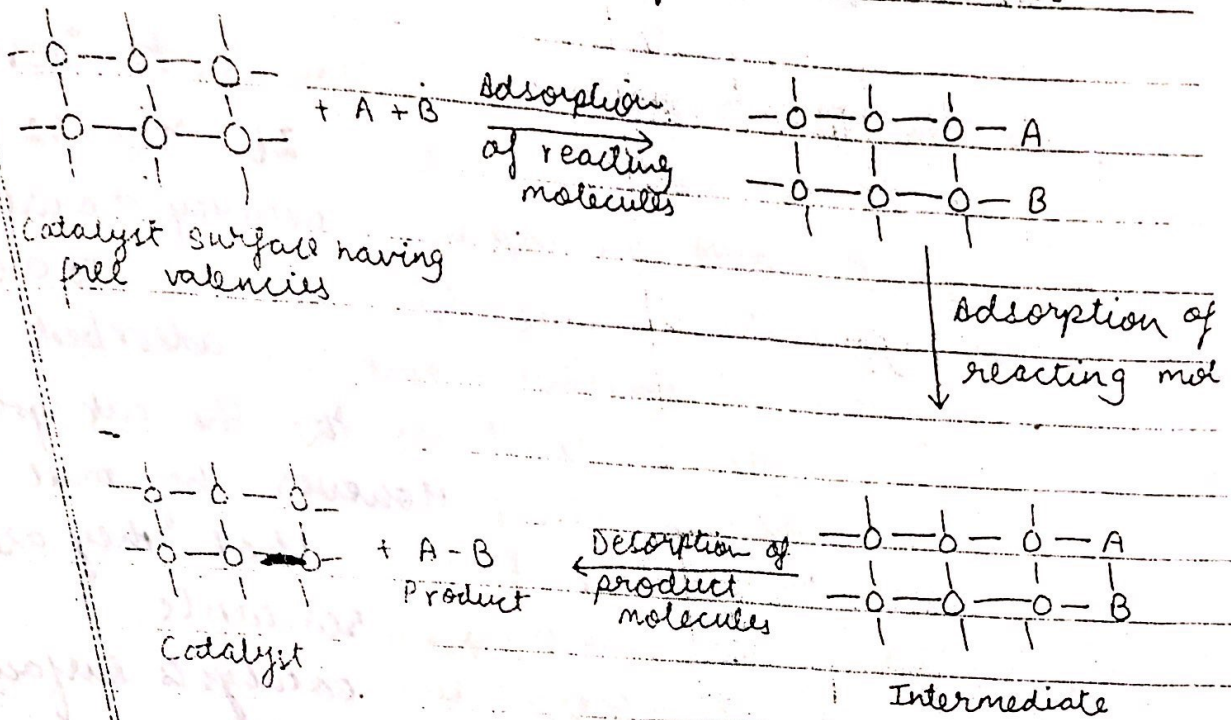 + A + B
Adsorption
of reacting
molecules
Catalyst surface having
free valencies
A
B
Adsorption of
reacting mol
A
B
Intermediate
Desorption of
product
molecules
+ A - B
Product
Catalyst